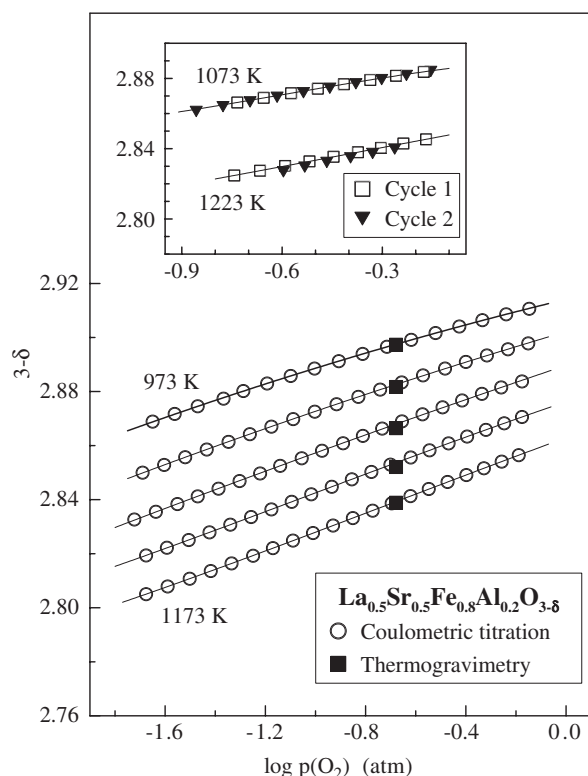 2.88
2.84
2.80
1073 K
1223 K
Cycle 1
Cycle 2
-0.9 -0.6 -0.3
3-δ
2.92
2.88
2.84
2.80
2.76
973 K
1173 K
La0.5Sr0.5Fe0.8Al0.2O3-δ
Coulometric titration
Thermogravimetry
-1.6 -1.2 -0.8 -0.4 0.0
log p(O2) (atm)